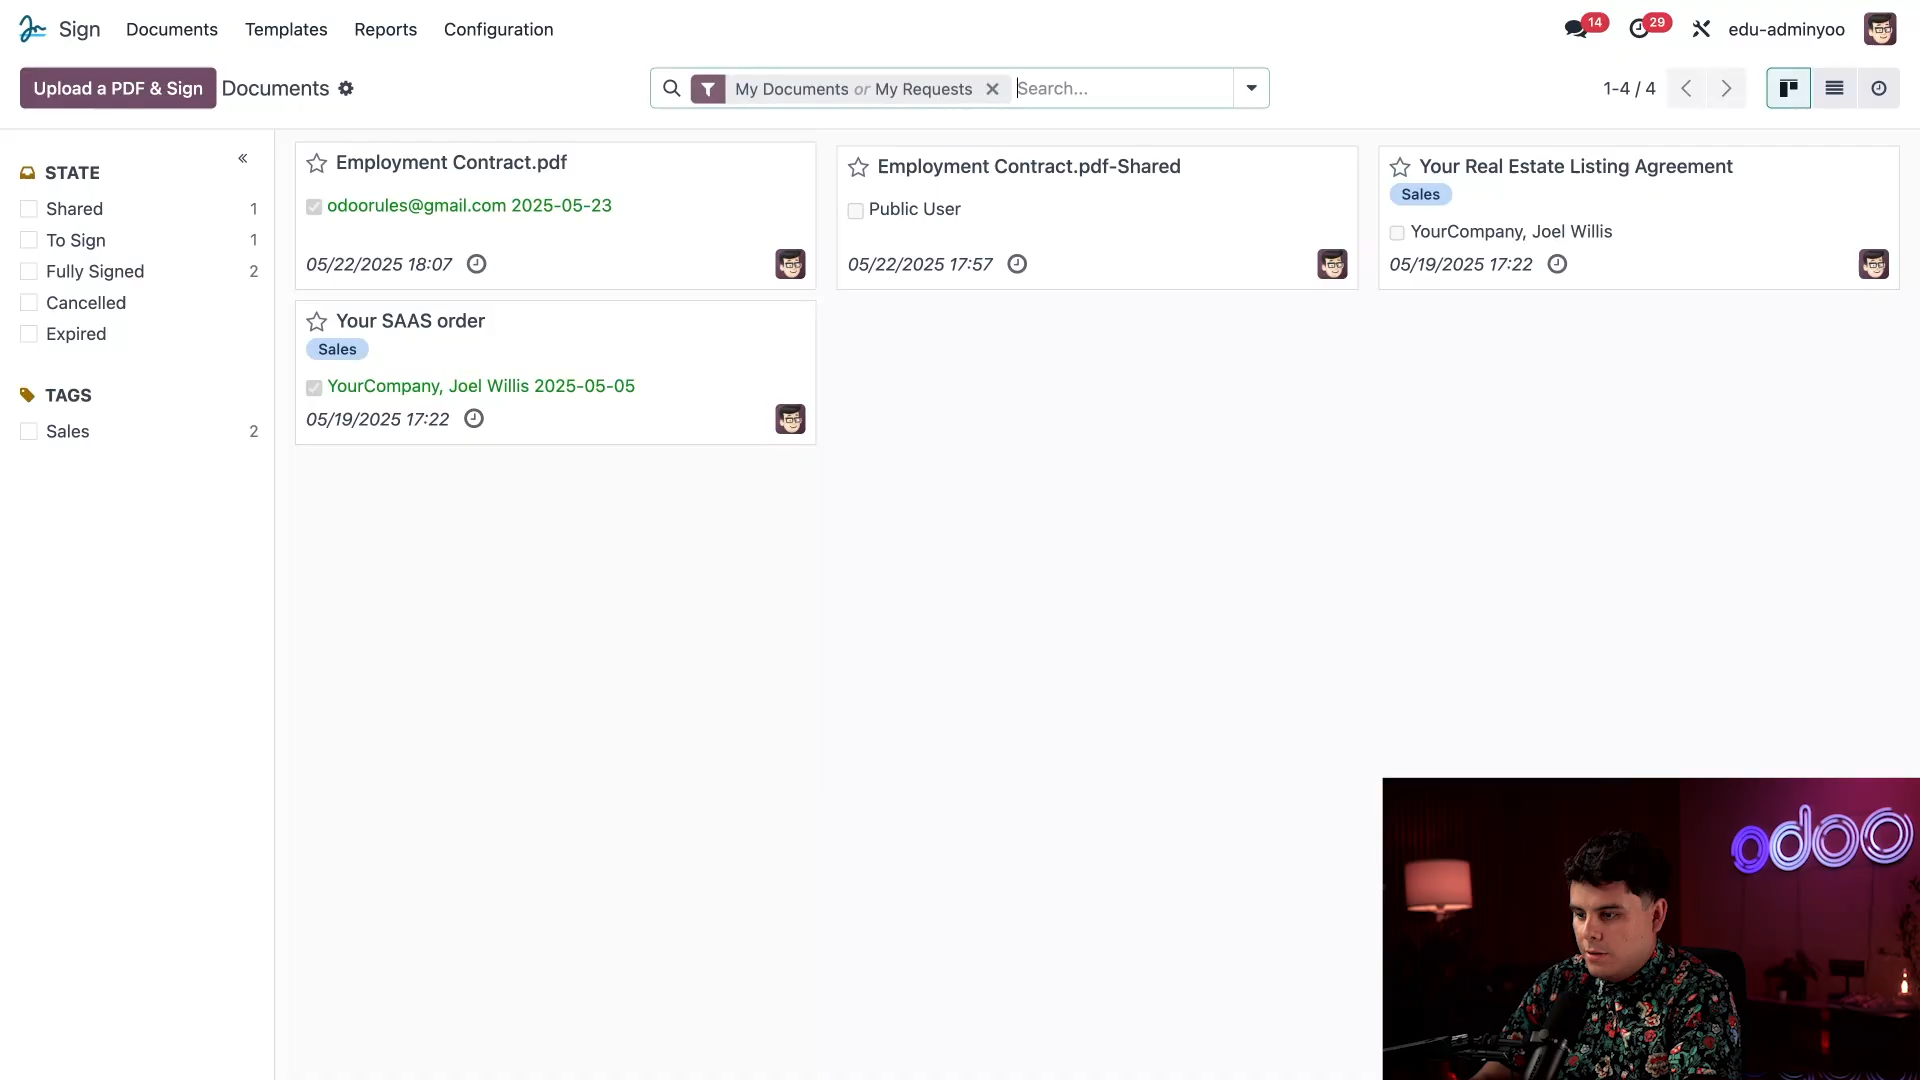 Sign
Documents
Templates
Reports
Configuration
14
29
edu-adminyoo
Upload a PDF & Sign
Documents
My Documents or My Requests
Search...
1-4 / 4
STATE
Shared 1
To Sign 1
Fully Signed 2
Cancelled
Expired
TAGS
Sales 2
Employment Contract.pdf
odoorules@gmail.com 2025-05-23
05/22/2025 18:07
Employment Contract.pdf-Shared
Public User
05/22/2025 17:57
Your Real Estate Listing Agreement
Sales
YourCompany, Joel Willis
05/19/2025 17:22
Your SAAS order
Sales
YourCompany, Joel Willis 2025-05-05
05/19/2025 17:22
odoo